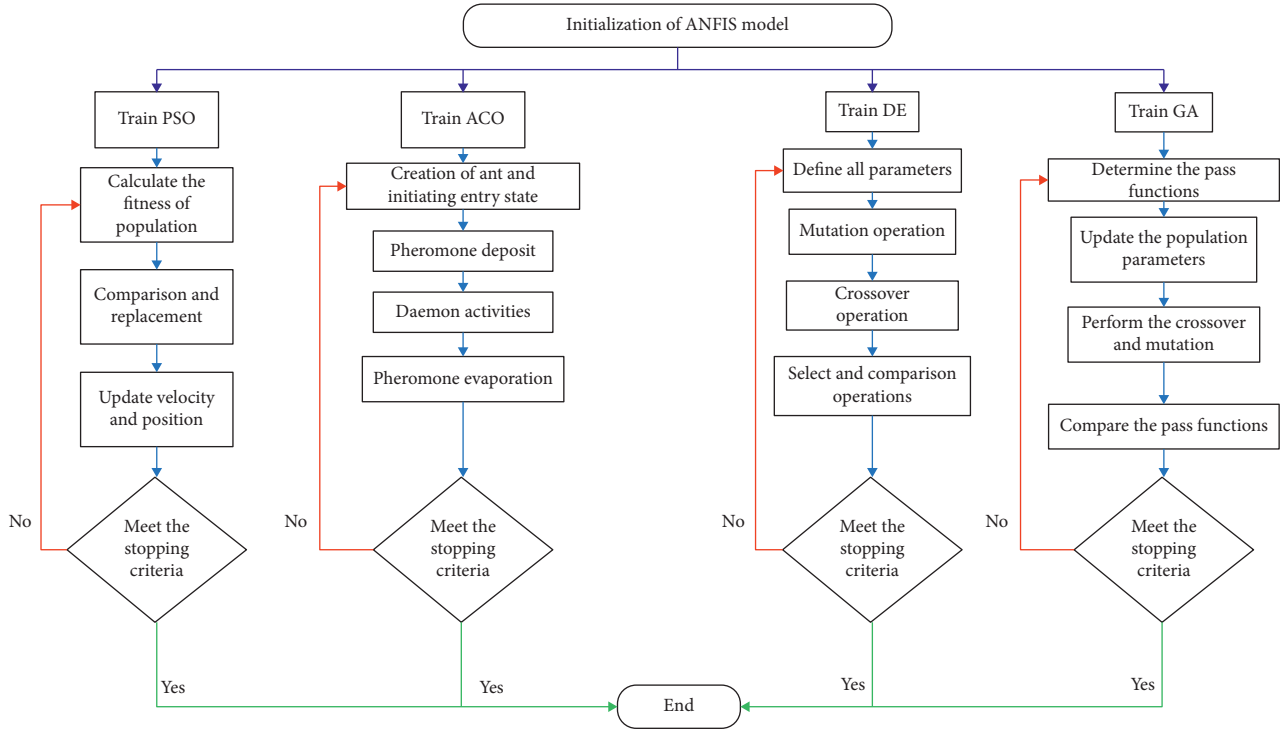 Initialization of ANFIS model
Train PSO
Calculate the
fitness of
population
Comparison and
replacement
Update velocity
and position
No
Meet the
stopping
criteria
Yes
Train ACO
Creation of ant and
initiating entry state
Pheromone deposit
Daemon activities
Pheromone evaporation
No
Meet the
stopping
criteria
Yes
Train DE
Define all parameters
Mutation operation
Crossover
operation
Select and comparison
operations
No
Meet the
stopping
criteria
Yes
Train GA
Determine the pass
functions
Update the population
parameters
Perform the crossover
and mutation
Compare the pass functions
No
Meet the
stopping
criteria
Yes
End